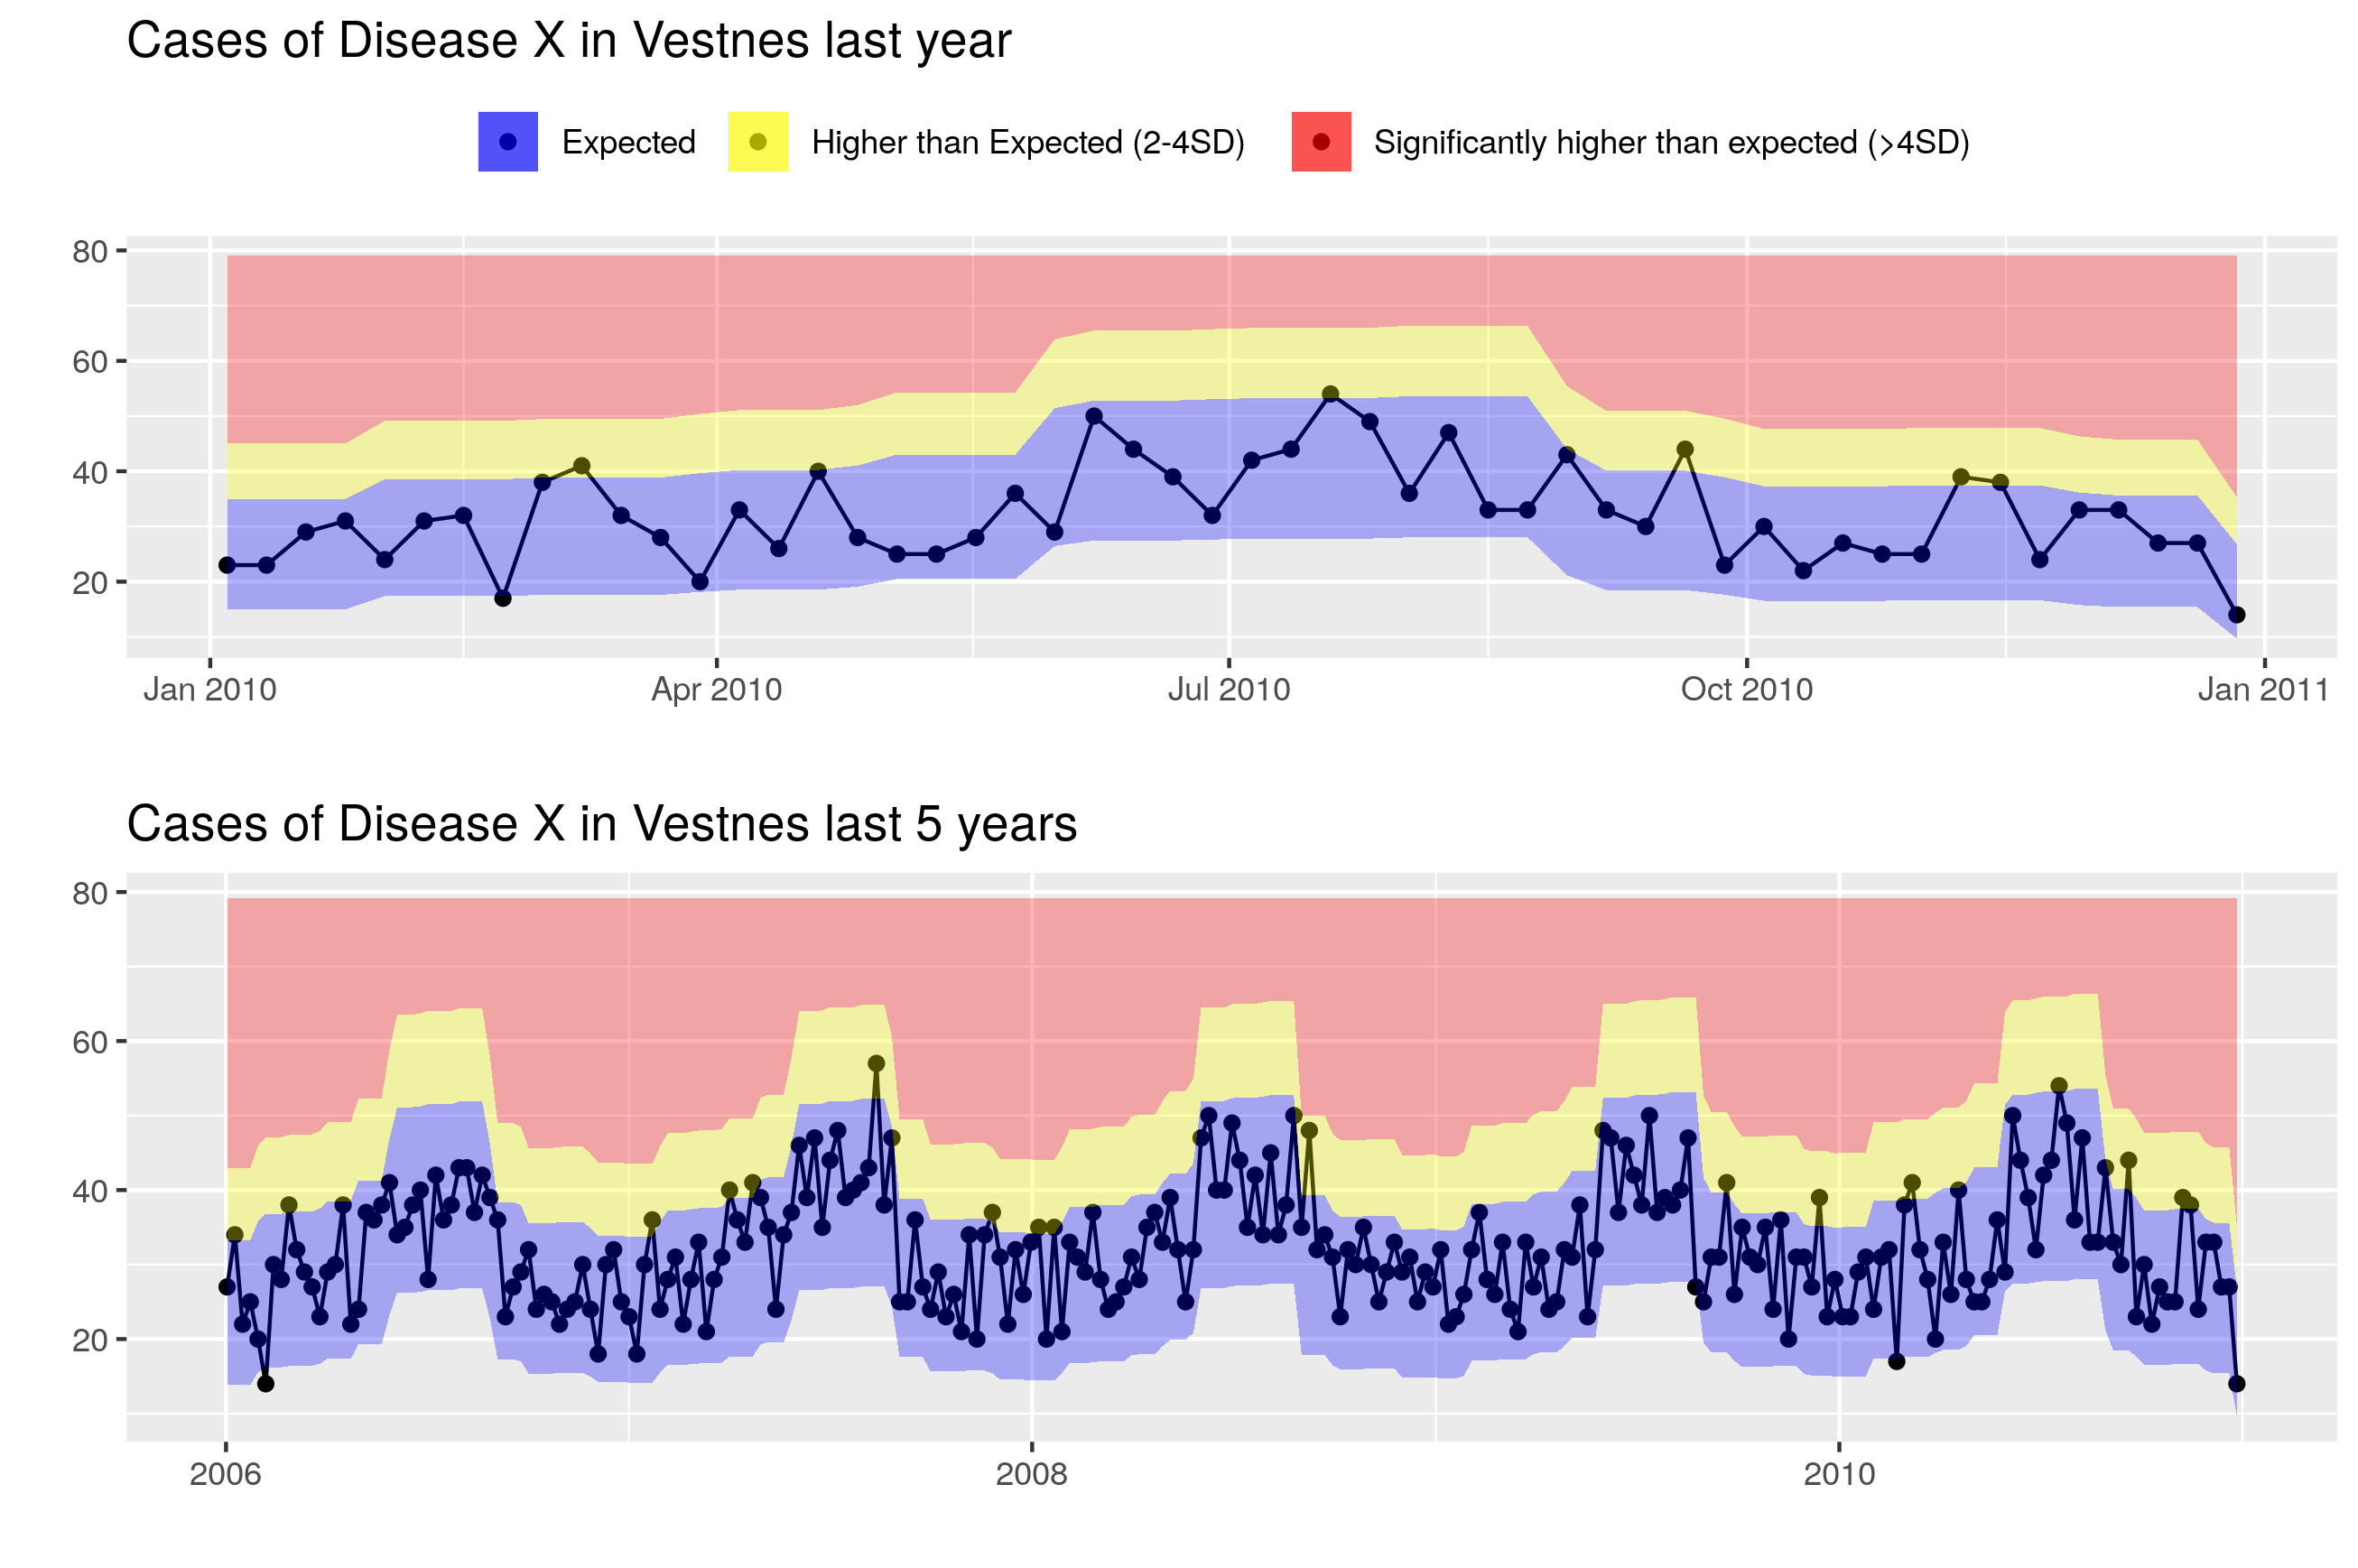 Cases of Disease X in Vestnes last year
Expected Higher than Expected (2-4SD) Significantly higher than expected (>4SD)
80
60
40
20
Jan 2010 Apr 2010 Jul 2010 Oct 2010 Jan 2011
Cases of Disease X in Vestnes last 5 years
80
60
40
20
2006 2008 2010